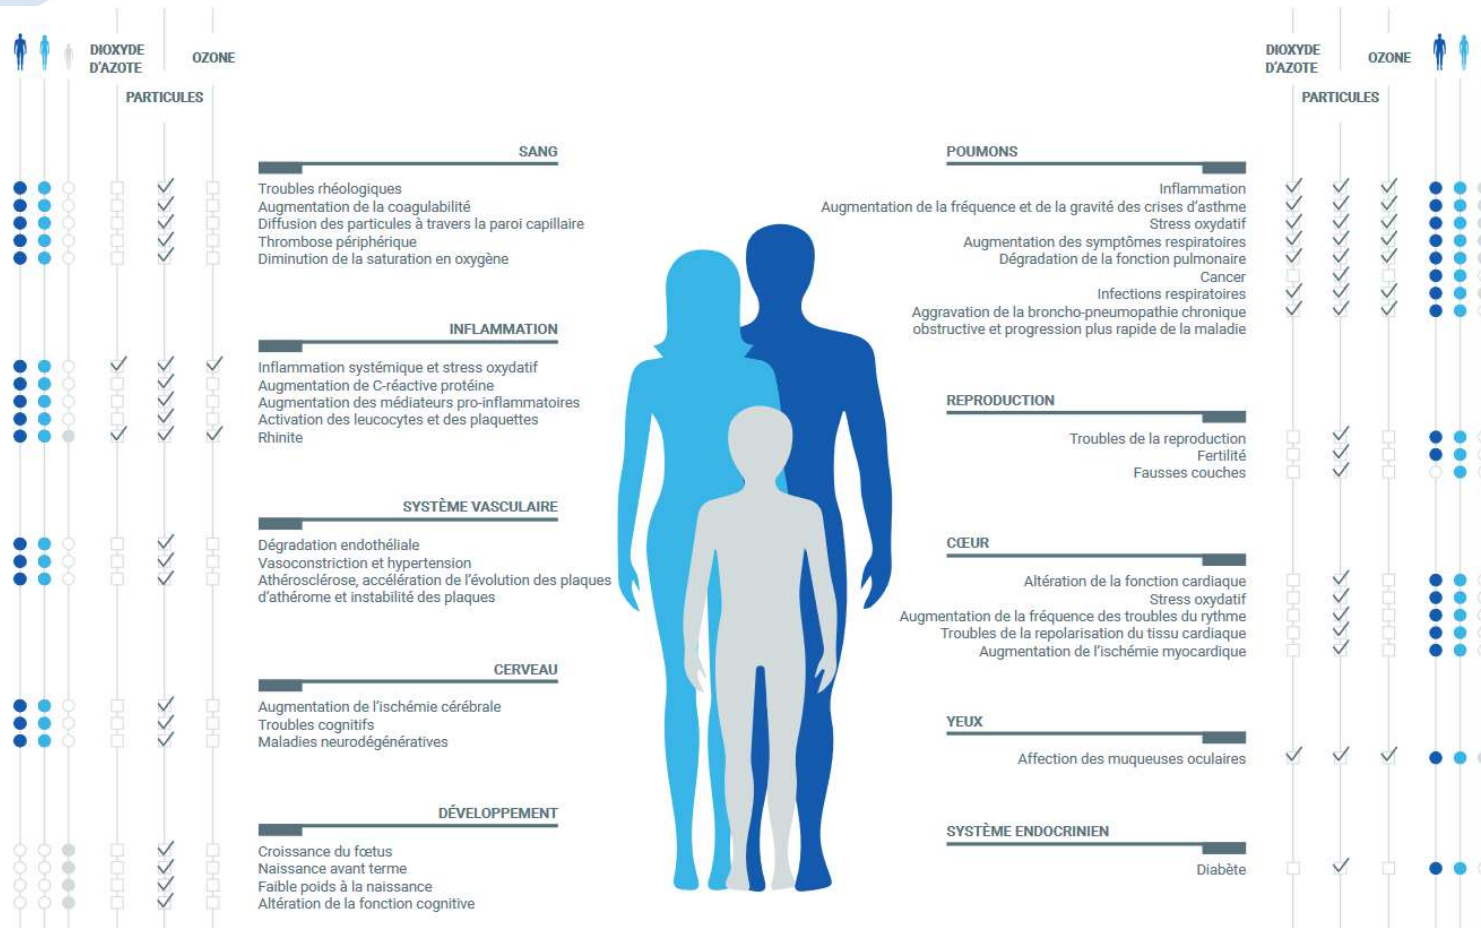 DIOXYDE
D'AZOTE
OZONE
PARTICULES
SANG
Troubles rhéologiques
Augmentation de la coagulabilité
Diffusion des particules à travers la paroi capillaire
Thrombose périphérique
Diminution de la saturation en oxygène
INFLAMMATION
Inflammation systémique et stress oxydatif
Augmentation de C-réactive protéine
Augmentation des médiateurs pro-inflammatoires
Activation des leucocytes et des plaquettes
Rhinite
SYSTÈME VASCULAIRE
Dégradation endothéliale
Vasoconstriction et hypertension
Athérosclérose, accélération de l'évolution des plaques
d'athérome et instabilité des plaques
CERVEAU
Augmentation de l'ischémie cérébrale
Troubles cognitifs
Maladies neurodégénératives
DÉVELOPPEMENT
Croissance du fœtus
Naissance avant terme
Faible poids à la naissance
Altération de la fonction cognitive
DIOXYDE
D'AZOTE
OZONE
PARTICULES
POUMONS
Inflammation
Augmentation de la fréquence et de la gravité des crises d'asthme
Stress oxydatif
Augmentation des symptômes respiratoires
Dégradation de la fonction pulmonaire
Cancer
Infections respiratoires
Aggravation de la broncho-pneumopathie chronique
obstructive et progression plus rapide de la maladie
REPRODUCTION
Troubles de la reproduction
Fertilité
Fausses couches
CŒUR
Altération de la fonction cardiaque
Stress oxydatif
Augmentation de la fréquence des troubles du rythme
Troubles de la repolarisation du tissu cardiaque
Augmentation de l'ischémie myocardique
YEUX
Affection des muqueuses oculaires
SYSTÈME ENDOCRINIEN
Diabète